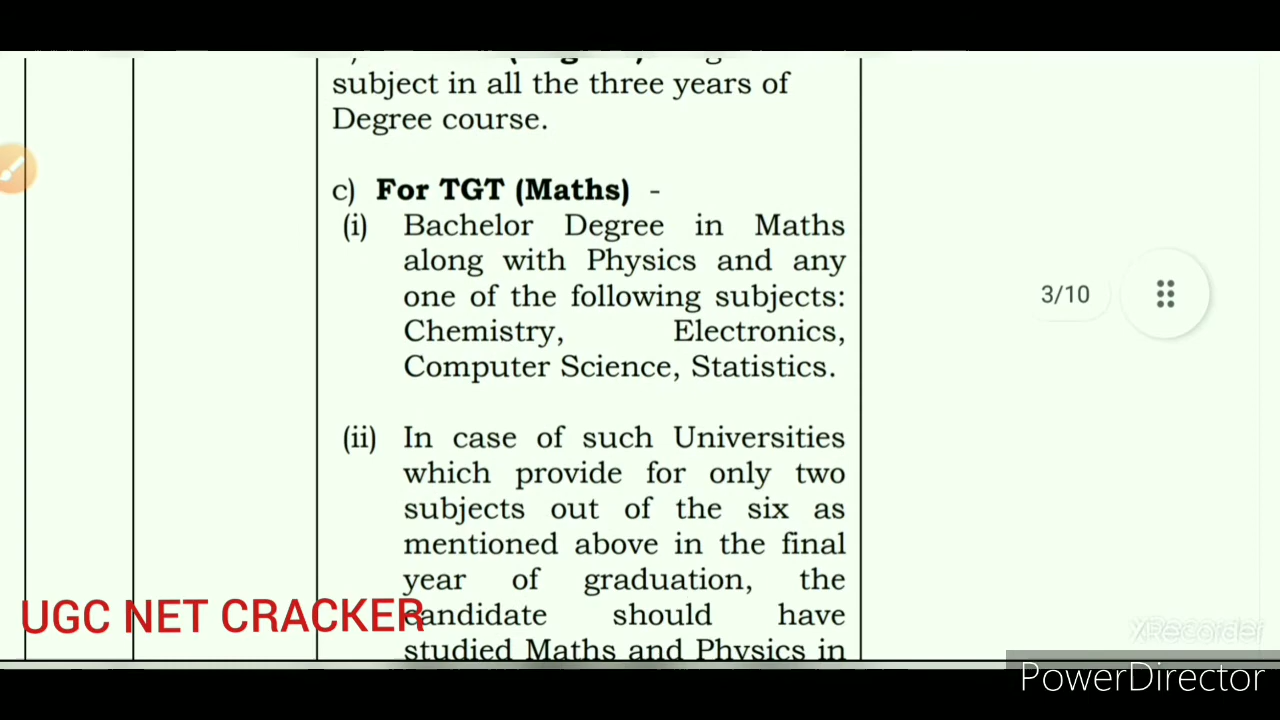 subject in all the three years of
Degree course.
c) For TGT (Maths) -
(i) Bachelor Degree in Maths
along with Physics and any
one of the following subjects:
Chemistry, Electronics,
Computer Science, Statistics.
(ii) In case of such Universities
which provide for only two
subjects out of the six as
mentioned above in the final
year of graduation, the
candidate should have
studied Maths and Physics in
3/10
UGC NET CRACKER
XRecorder
PowerDirector